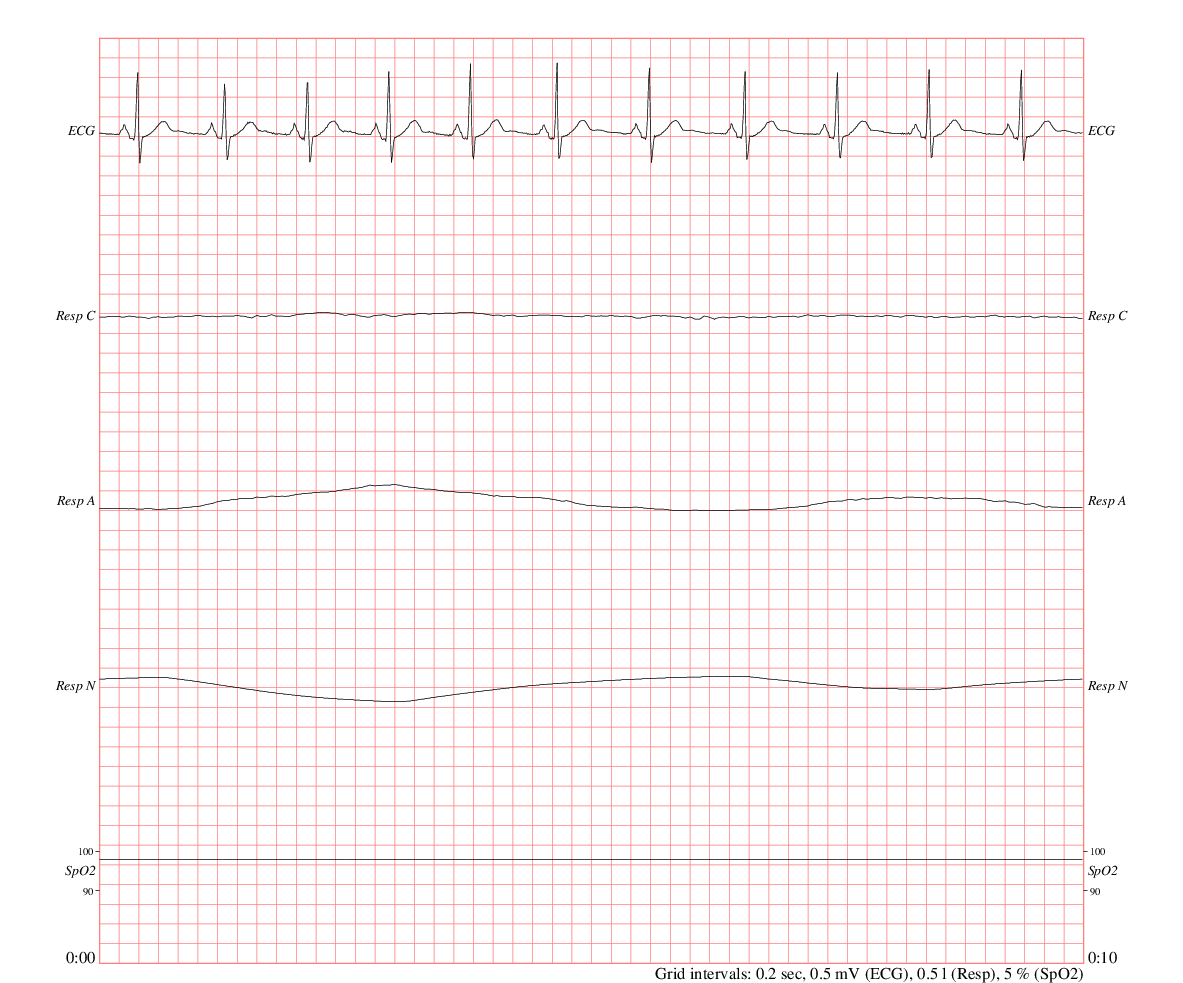 ECG ECG
Resp C Resp C
Resp A Resp A
Resp N Resp N
100 100
SpO2 SpO2
90 90
0:00 0:10
Grid intervals: 0.2 sec, 0.5 mV (ECG), 0.5 l (Resp), 5 % (SpO2)